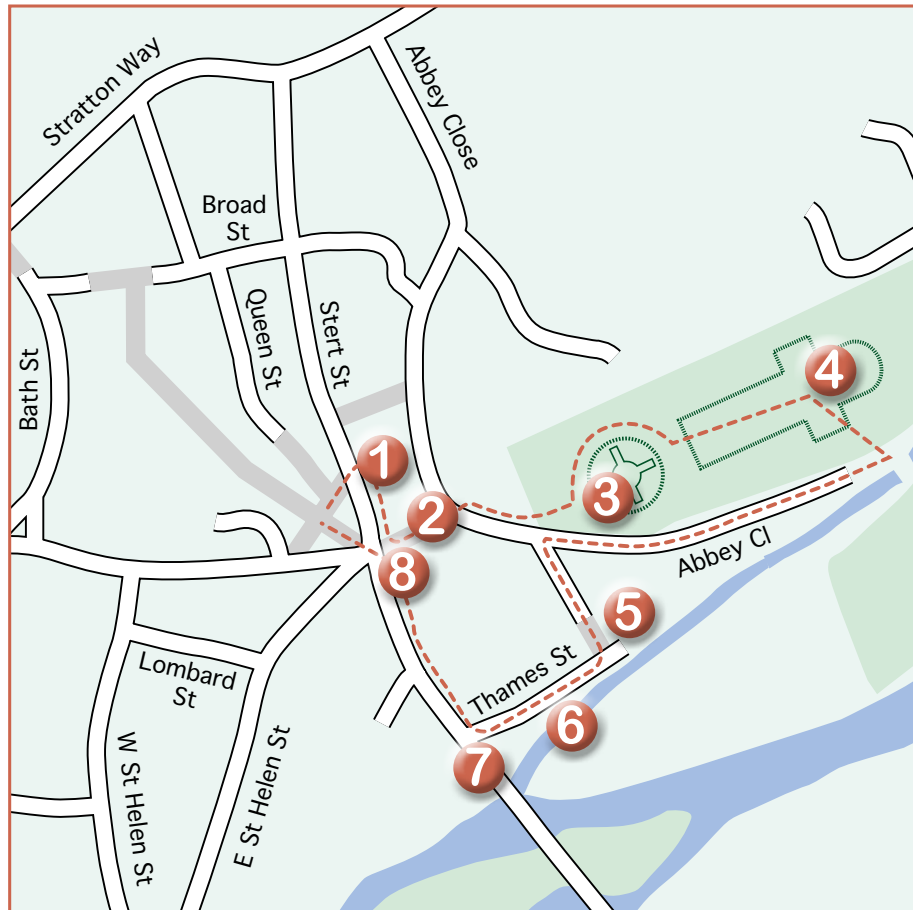 Stratton Way
Abbey Close
Broad
St
Queen St
Stert St
Bath St
4
1
3
2
Abbey Cl
8
5
Thames St
Lombard
St
6
7
W St Helen St
E St Helen St